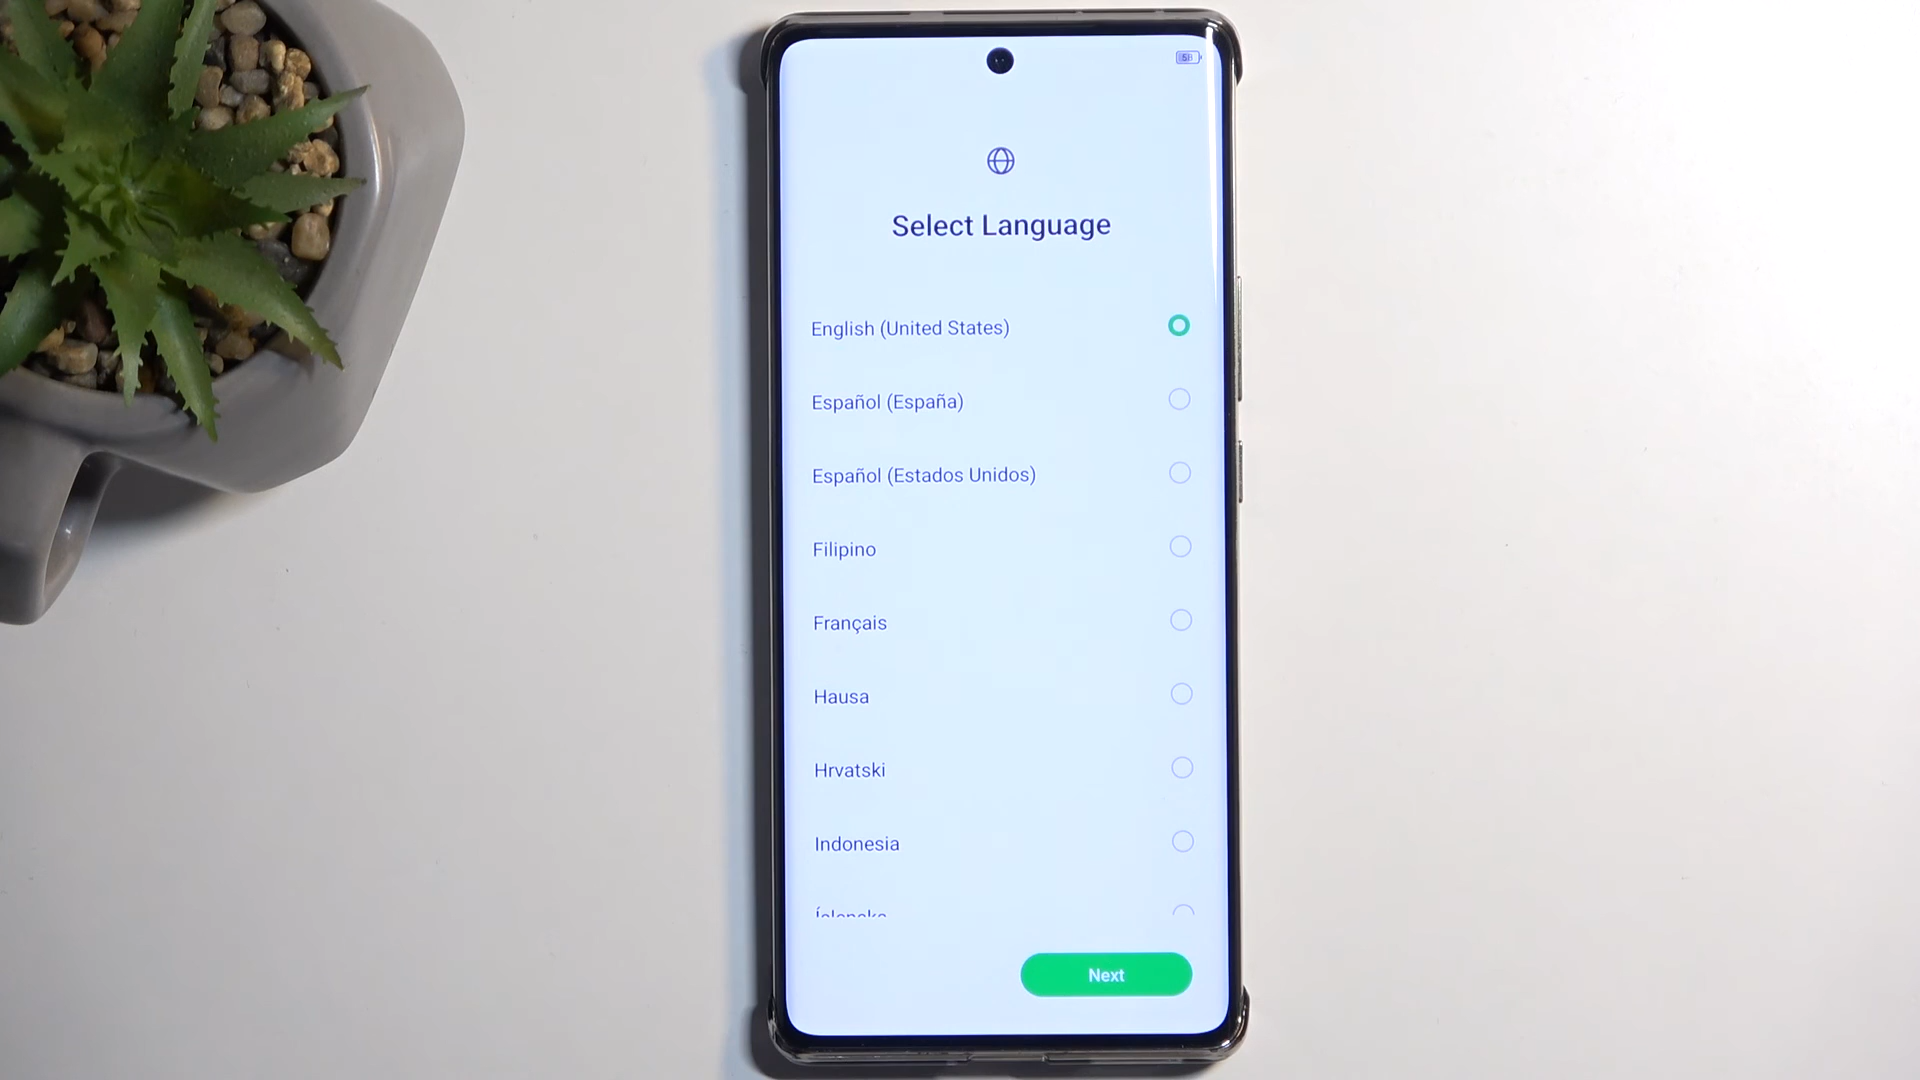 Select Language
English (United States)
Español (España)
Español (Estados Unidos)
Filipino
Français
Hausa
Hrvatski
Indonesia
Next